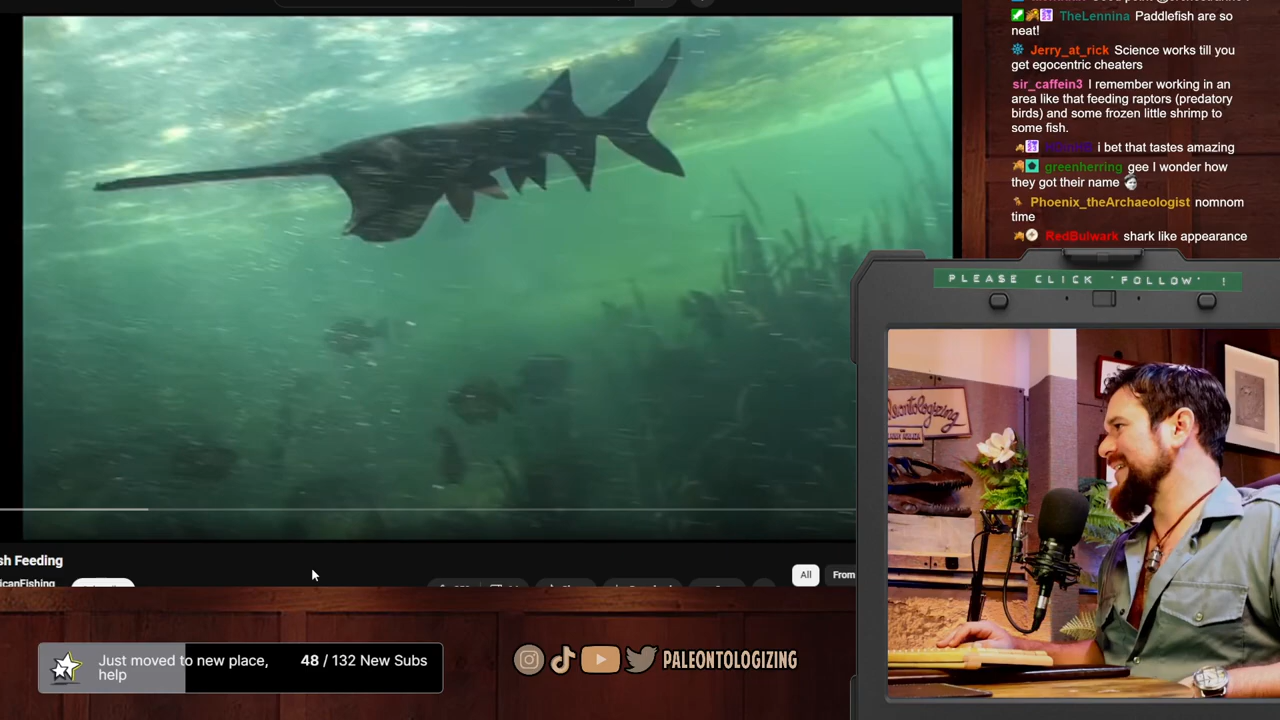 TheLennina Paddlefish are so
neat!
Jerry_at_rick Science works till you
get egocentric cheaters
sir_caffein3 I remember working in an
area like that feeding raptors (predatory
birds) and some frozen little shrimp to
some fish.
i bet that tastes amazing
greenherring gee I wonder how
they got their name
Phoenix_theArchaeologist nomnom
time
RedBulwark shark like appearance
PLEASE CLICK "FOLLOW" !
sh Feeding
icanFishing
All
From
Just moved to new place,
help
48 / 132 New Subs
PALEONTOLOGIZING